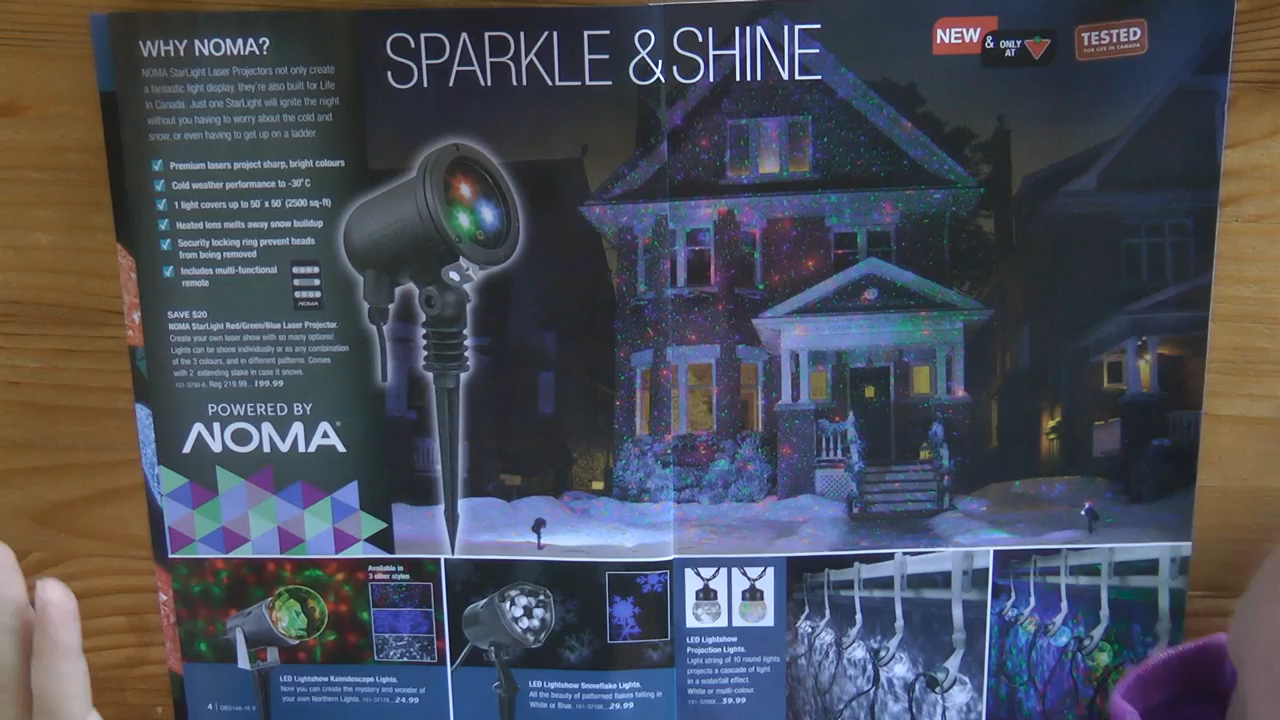 WHY NOMA?
NOMA StarLight Laser Projectors not only create
a fantastic light display, they're also built for Life
In Canada. Just one StarLight will ignite the night
without you having to worry about the cold and
snow, or even having to get up on a ladder.
Premium lasers project sharp, bright colours
Cold weather performance to -30°C
1 light covers up to 50' x 50' (2500 sq-ft)
Heated lens melts away snow buildup
Security locking ring prevent heads
from being removed
Includes multi-functional
remote
NOMA
SAVE $20
NOMA StarLight Red/Green/Blue Laser Projector.
Create your own laser show with so many options!
Lights can be shone individually or as any combination
of the 3 colours, and in different patterns. Comes
with 2' extending stake in case it snows.
Reg 219.99... 199.99
POWERED BY
NOMA
SPARKLE & SHINE
NEW & ONLY AT
TESTED
FOR LIFE IN CANADA
Available in
3 other styles
LED Lightshow Kaleidoscope Lights.
Now you can create the mystery and wonder of
your own Northern Lights. 24.99
4
LED Lightshow Snowflake Lights.
All the beauty of patterned flakes falling in
White or Blue. 29.99
LED Lightshow
Projection Lights.
Light string of 10 round lights
projects a cascade of light
in a waterfall effect.
White or multi-colour.
39.99